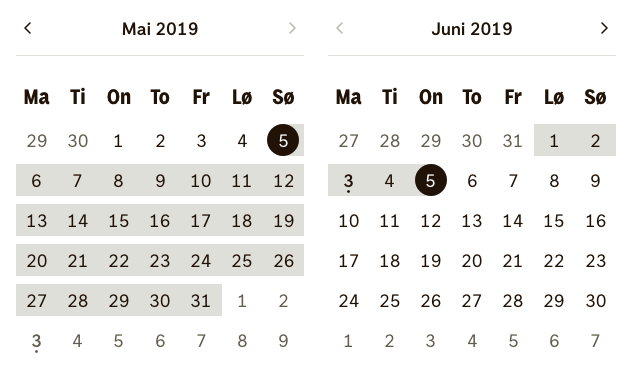 Mai 2019
Ma Ti On To Fr Lø Sø
29 30 1 2 3 4 5
6 7 8 9 10 11 12
13 14 15 16 17 18 19
20 21 22 23 24 25 26
27 28 29 30 31 1 2
3 4 5 6 7 8 9
Juni 2019
Ma Ti On To Fr Lø Sø
27 28 29 30 31 1 2
3 4 5 6 7 8 9
10 11 12 13 14 15 16
17 18 19 20 21 22 23
24 25 26 27 28 29 30
1 2 3 4 5 6 7